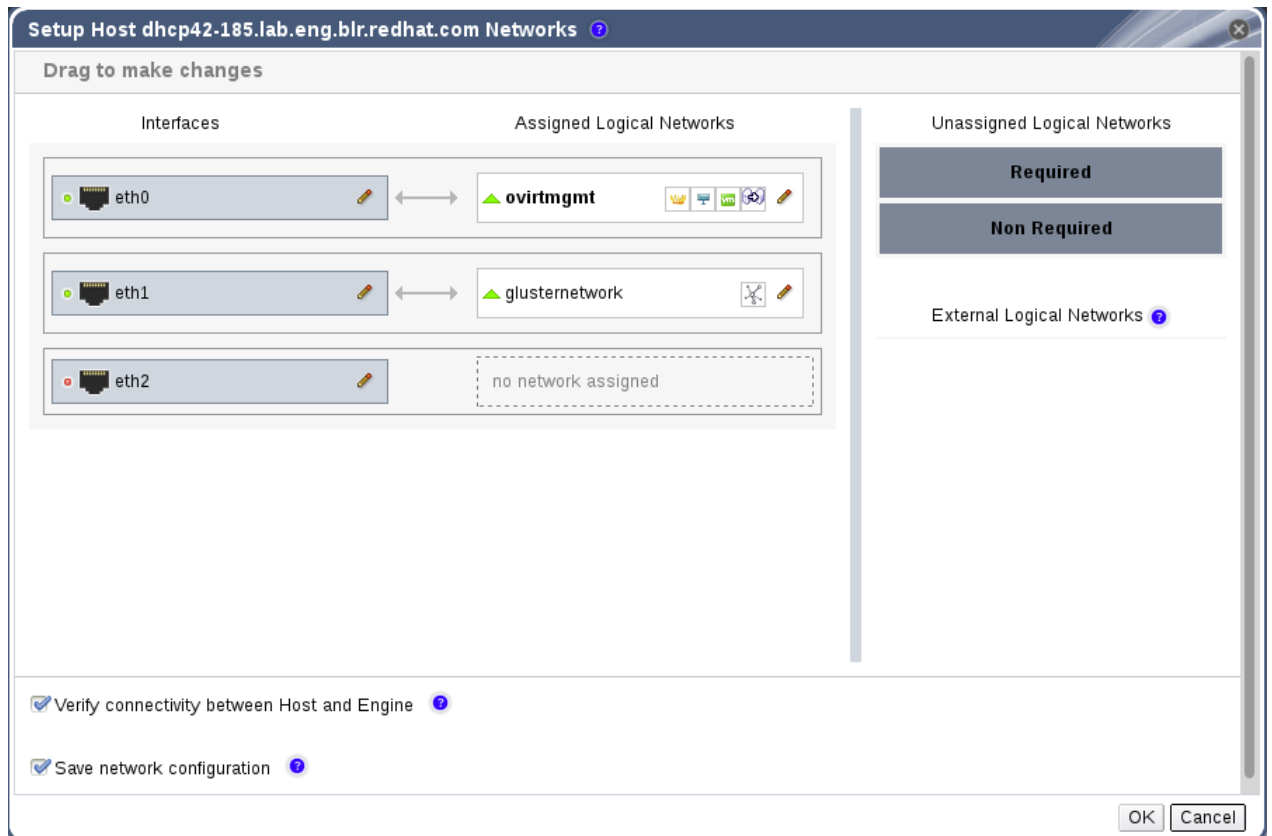 Setup Host dhcp42-185.lab.eng.blr.redhat.com Networks ?
Drag to make changes
Interfaces
Assigned Logical Networks
Unassigned Logical Networks
eth0
ovirtmgmt
vm
Required
Non Required
eth1
glusternetwork
External Logical Networks ?
eth2
no network assigned
Verify connectivity between Host and Engine ?
Save network configuration ?
OK
Cancel